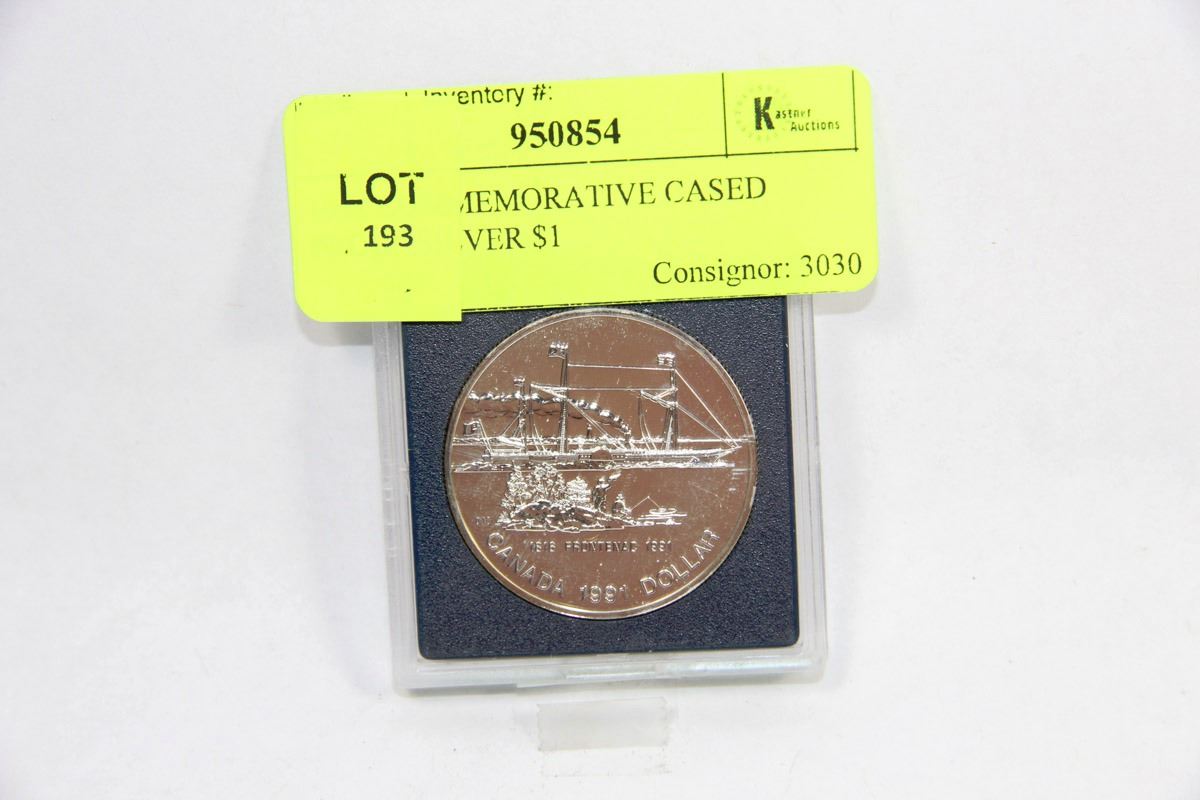 Inventory #:
950854
Kastner
Auctions
LOT
193
MEMORATIVE CASED
VER $1
Consignor: 3030
1816 FRONTENAC 1991
CANADA 1991 DOLLAR